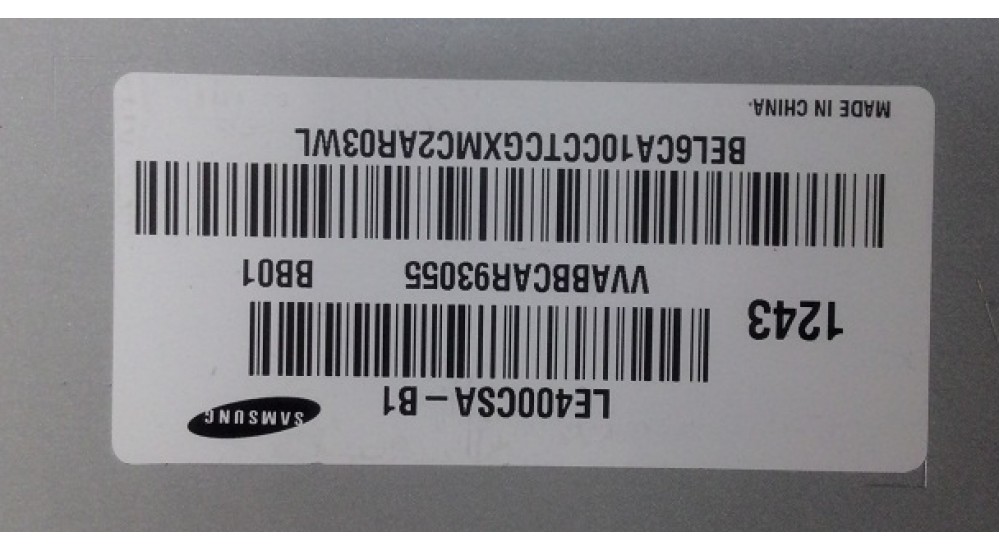 SAMSUNG
LE400CSA-B1
1243
VVABBCAR93055 BB01
BEL6CA10CCTCGXMC2AR03WL
MADE IN CHINA.